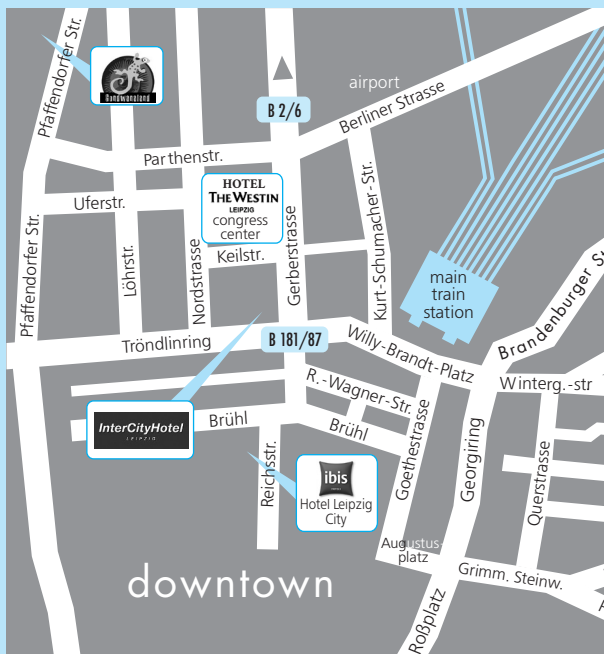 Pfaffendorfer Str.
Gondwanaland
airport
B 2/6
Berliner Strasse
Parthenstr.
HOTEL
THE WESTIN
LEIPZIG
congress
center
Uferstr.
Keilstr.
Löhrstr.
Nordstrasse
Gerberstrasse
Kurt-Schumacher-Str.
Pfaffendorfer Str.
main
train
station
Brandenburger St
Tröndlinring
B 181/87
Willy-Brandt-Platz
Winterg.-str
R.-Wagner-Str.
InterCityHotel
LEIPZIG
Brühl
Brühl
Reichsstr.
Goethestrasse
Georgiring
Querstrasse
ibis
Hotel Leipzig
City
Augustus-
platz
Grimm. Steinw.
downtown
Roßplatz